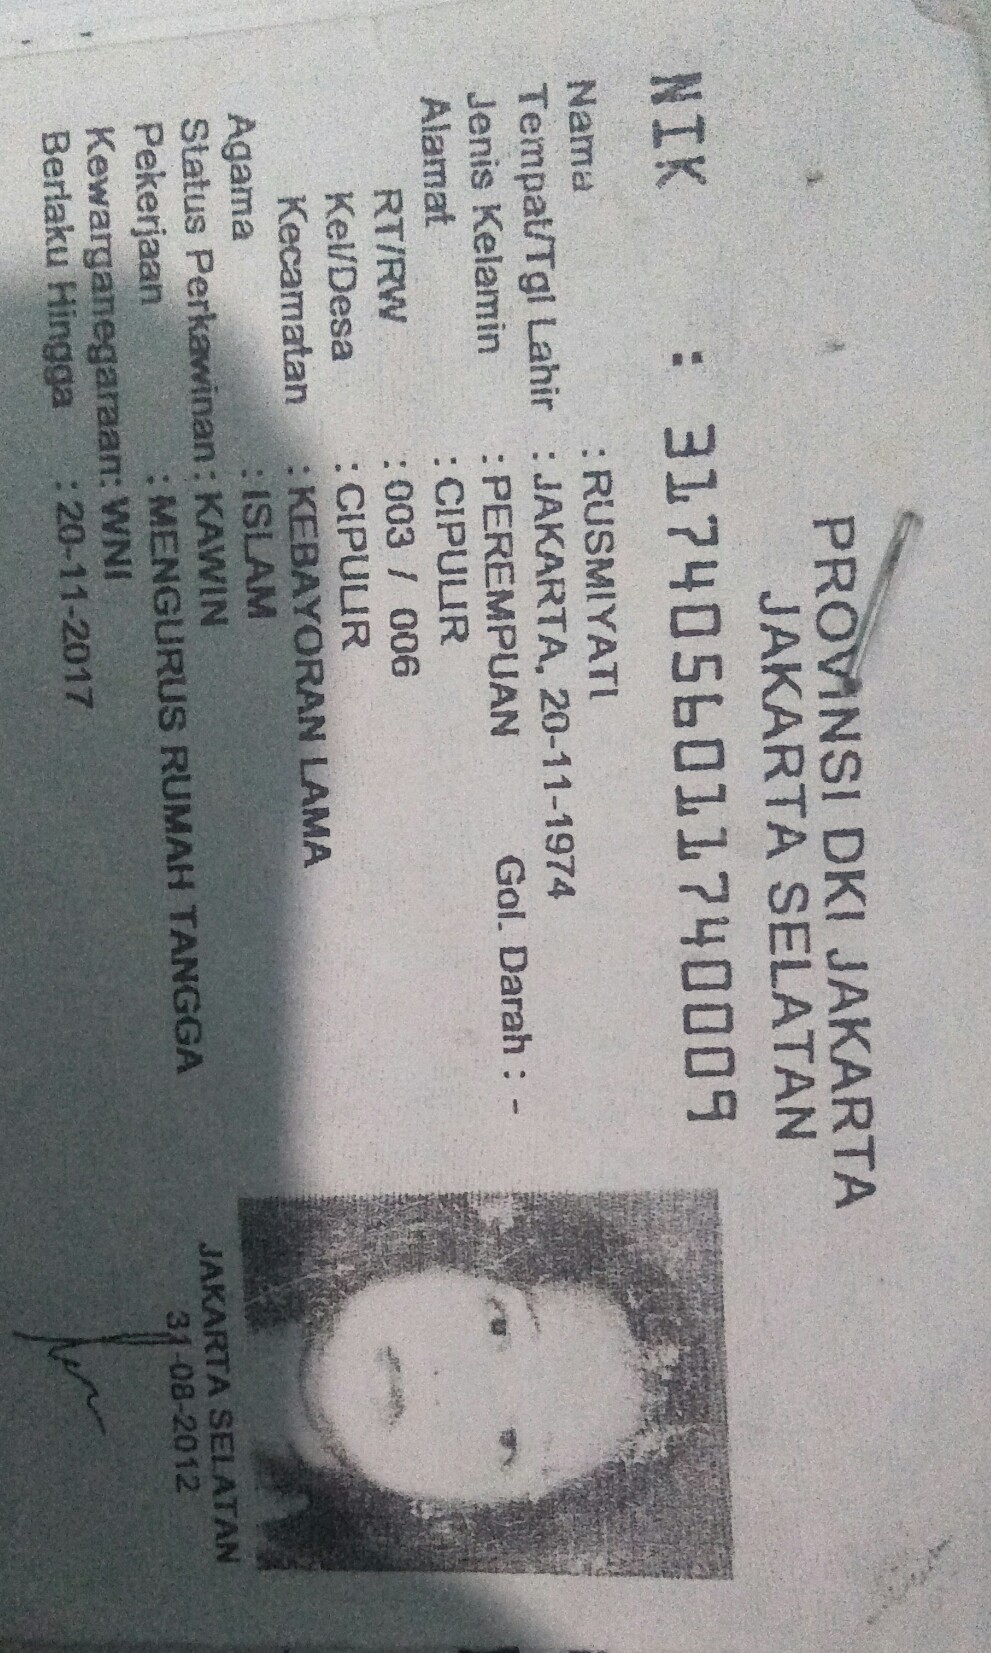 PROVINSI DKI JAKARTA
JAKARTA SELATAN
NIK : 3174056011740009
Nama : RUSMIYATI
Tempat/Tgl Lahir : JAKARTA, 20-11-1974
Jenis Kelamin : PEREMPUAN Gol. Darah : -
Alamat : CIPULIR
RT/RW : 003 / 006
Kel/Desa : CIPULIR
Kecamatan : KEBAYORAN LAMA
Agama : ISLAM
Status Perkawinan : KAWIN
Pekerjaan : MENGURUS RUMAH TANGGA
Kewarganegaraan: WNI
Berlaku Hingga : 20-11-2017
JAKARTA SELATAN
31-08-2012